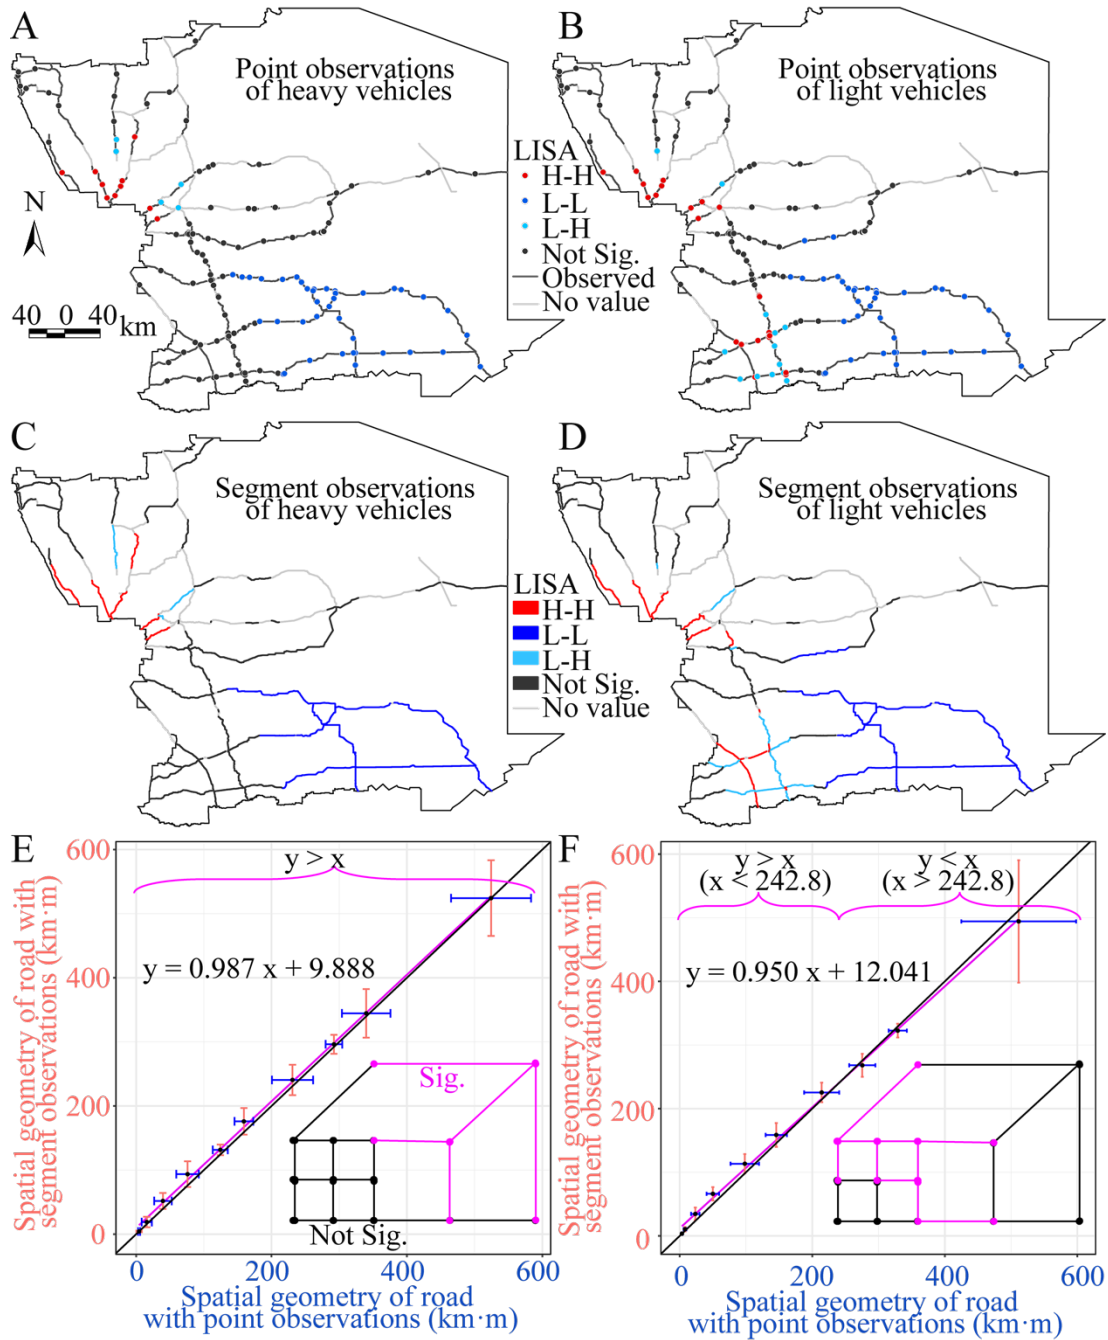 A
Point observations
of heavy vehicles
N
40 0 40 km
B
Point observations
of light vehicles
LISA
H-H
L-L
L-H
Not Sig.
Observed
No value
C
Segment observations
of heavy vehicles
D
Segment observations
of light vehicles
LISA
H-H
L-L
L-H
Not Sig.
No value
E
y > x
y = 0.987 x + 9.888
Sig.
Not Sig.
600
400
200
0
0 200 400 600
Spatial geometry of road with
segment observations (km·m)
Spatial geometry of road
with point observations (km·m)
F
y > x
(x < 242.8)
y < x
(x > 242.8)
y = 0.950 x + 12.041
600
400
200
0
0 200 400 600
Spatial geometry of road with
segment observations (km·m)
Spatial geometry of road
with point observations (km·m)